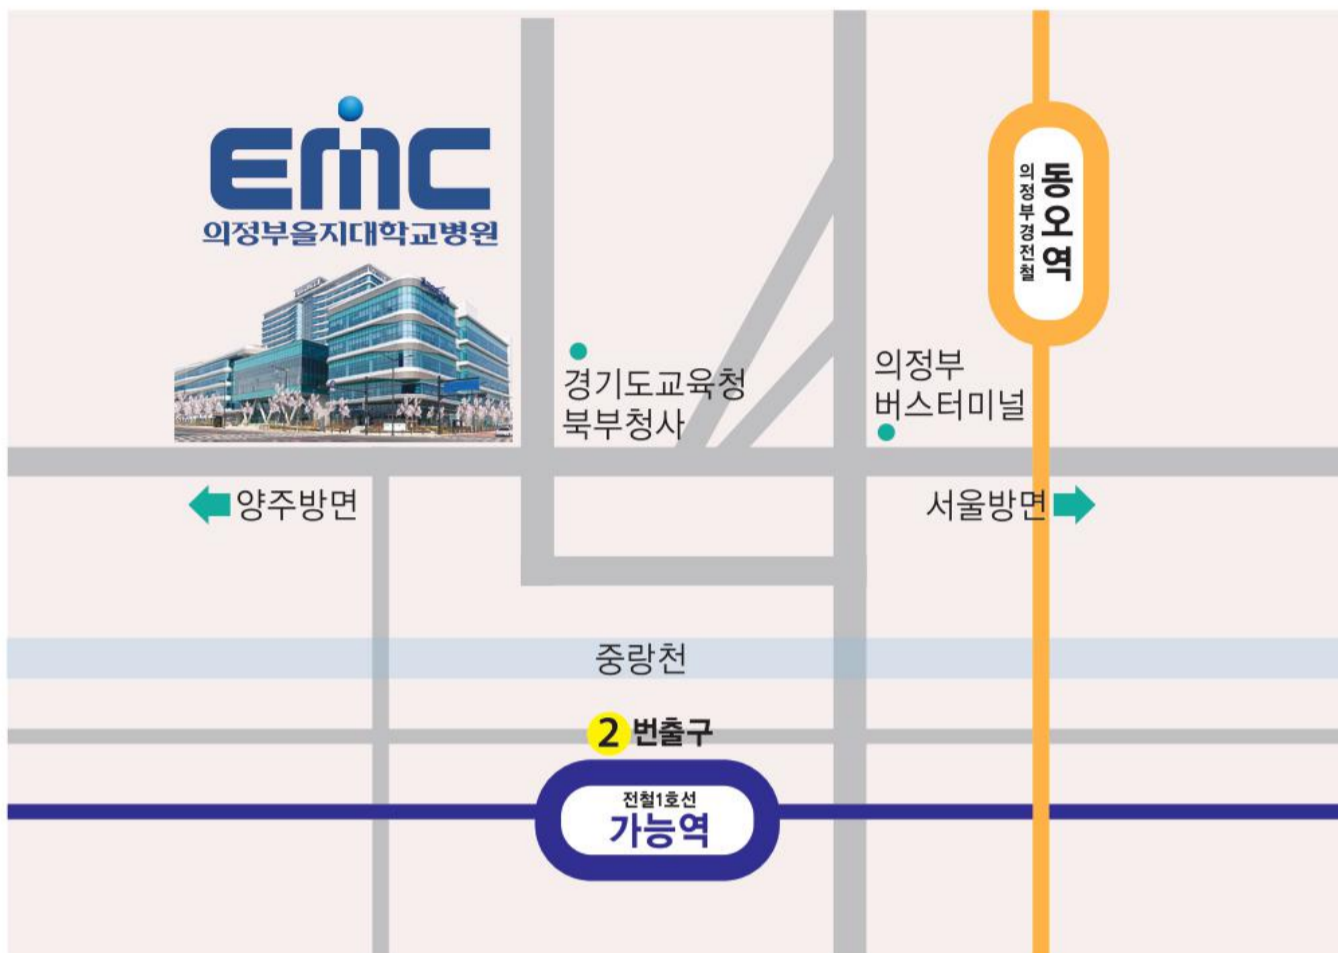 EMC
의정부을지대학교병원
동오역
의정부경전철
경기도교육청
북부청사
의정부
버스터미널
양주방면
서울방면
중랑천
2번출구
전철1호선
가능역